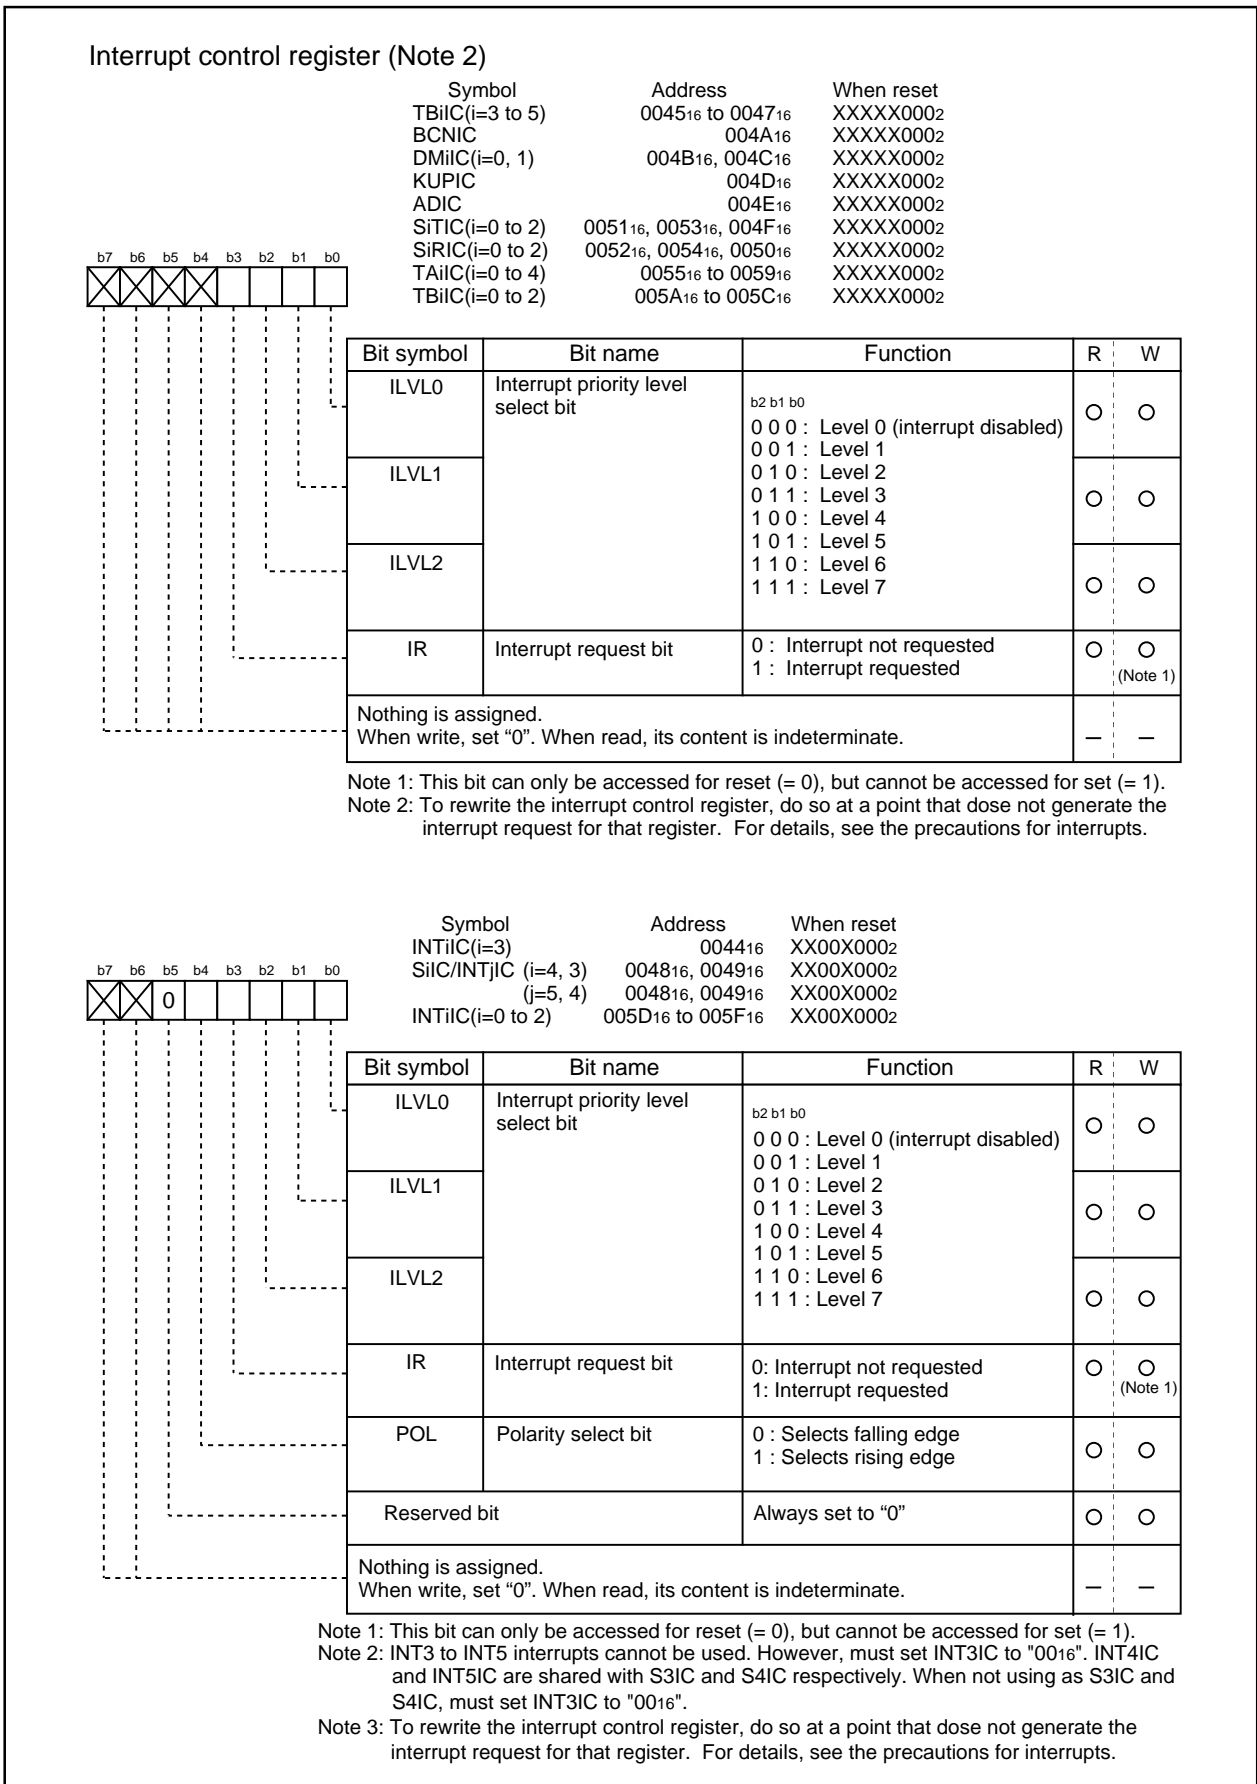 Interrupt control register (Note 2)
Symbol Address When reset
TBiIC(i=3 to 5) 004516 to 004716 XXXXX0002
BCNIC 004A16 XXXXX0002
DMiIC(i=0, 1) 004B16, 004C16 XXXXX0002
KUPIC 004D16 XXXXX0002
ADIC 004E16 XXXXX0002
SiTIC(i=0 to 2) 005116, 005316, 004F16 XXXXX0002
SiRIC(i=0 to 2) 005216, 005416, 005016 XXXXX0002
TAiIC(i=0 to 4) 005516 to 005916 XXXXX0002
TBiIC(i=0 to 2) 005A16 to 005C16 XXXXX0002
b7 b6 b5 b4 b3 b2 b1 b0
Bit symbol Bit name Function R W
ILVL0 Interrupt priority level
select bit
b2 b1 b0
0 0 0 : Level 0 (interrupt disabled)
0 0 1 : Level 1
ILVL1 0 1 0 : Level 2
0 1 1 : Level 3
1 0 0 : Level 4
1 0 1 : Level 5
ILVL2 1 1 0 : Level 6
1 1 1 : Level 7
IR Interrupt request bit 0 : Interrupt not requested
1 : Interrupt requested
(Note 1)
Nothing is assigned.
When write, set “0”. When read, its content is indeterminate. – –
Note 1: This bit can only be accessed for reset (= 0), but cannot be accessed for set (= 1).
Note 2: To rewrite the interrupt control register, do so at a point that dose not generate the
interrupt request for that register. For details, see the precautions for interrupts.
Symbol Address When reset
INTiIC(i=3) 004416 XX00X0002
SiIC/INTjIC (i=4, 3) 004816, 004916 XX00X0002
(j=5, 4) 004816, 004916 XX00X0002
INTiIC(i=0 to 2) 005D16 to 005F16 XX00X0002
b7 b6 b5 b4 b3 b2 b1 b0
0
Bit symbol Bit name Function R W
ILVL0 Interrupt priority level
select bit
b2 b1 b0
0 0 0 : Level 0 (interrupt disabled)
0 0 1 : Level 1
ILVL1 0 1 0 : Level 2
0 1 1 : Level 3
1 0 0 : Level 4
1 0 1 : Level 5
ILVL2 1 1 0 : Level 6
1 1 1 : Level 7
IR Interrupt request bit 0: Interrupt not requested
1: Interrupt requested
(Note 1)
POL Polarity select bit 0 : Selects falling edge
1 : Selects rising edge
Reserved bit Always set to “0”
Nothing is assigned.
When write, set “0”. When read, its content is indeterminate. – –
Note 1: This bit can only be accessed for reset (= 0), but cannot be accessed for set (= 1).
Note 2: INT3 to INT5 interrupts cannot be used. However, must set INT3IC to "0016". INT4IC
and INT5IC are shared with S3IC and S4IC respectively. When not using as S3IC and
S4IC, must set INT3IC to "0016".
Note 3: To rewrite the interrupt control register, do so at a point that dose not generate the
interrupt request for that register. For details, see the precautions for interrupts.